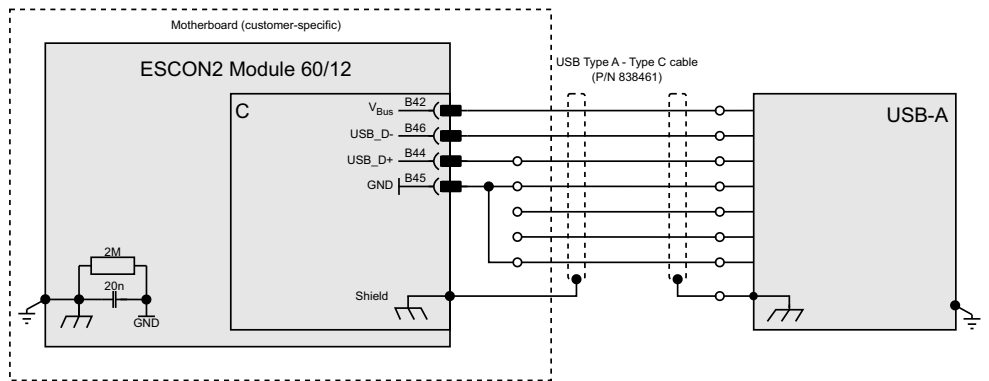 Motherboard (customer-specific)
ESCON2 Module 60/12
USB Type A - Type C cable
(P/N 838461)
C
USB-A
VBus
B42
USB_D-
B46
USB_D+
B44
GND
B45
2M
20n
GND
Shield